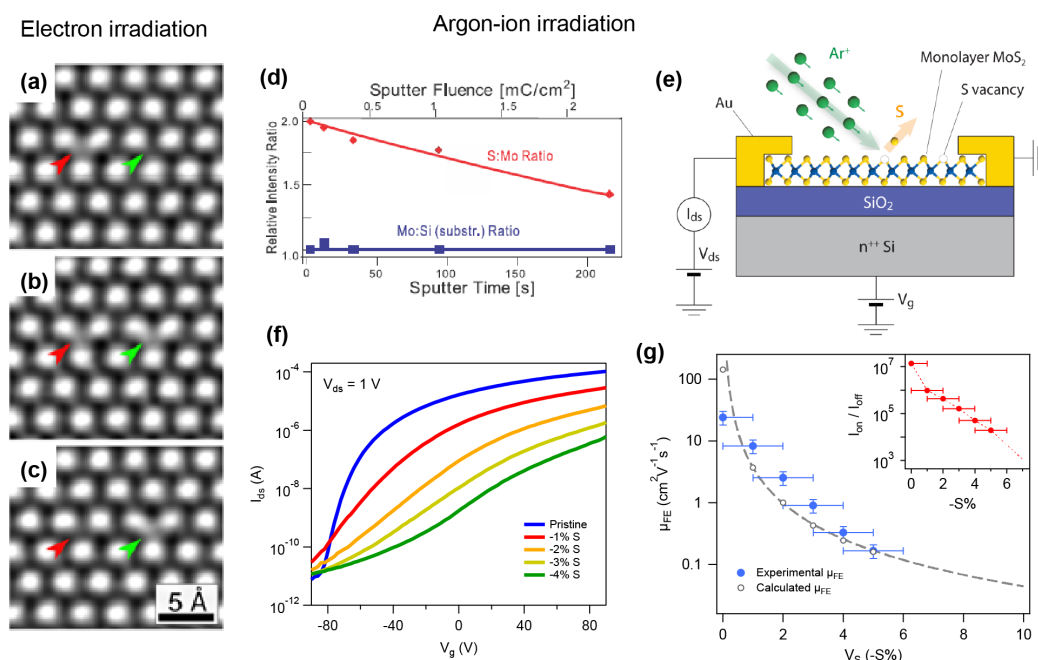 Electron irradiation
Argon-ion irradiation
(a)
(b)
(c)
5 Å
(d)
Sputter Fluence [mC/cm²]
0 0.5 1 2
2.0
1.5
1.0
Relative Intensity Ratio
S:Mo Ratio
Mo:Si (substr.) Ratio
0 50 100 150 200
Sputter Time [s]
(e)
Ar⁺
Monolayer MoS₂
S vacancy
Au
S
SiO₂
n⁺⁺ Si
I_ds
V_ds
V_g
(f)
V_ds = 1 V
10⁻⁴
10⁻⁶
10⁻⁸
10⁻¹⁰
10⁻¹²
I_ds (A)
Pristine
-1% S
-2% S
-3% S
-4% S
-80 -40 0 40 80
V_g (V)
(g)
100
10
1
0.1
μ_FE (cm² V⁻¹ s⁻¹)
Experimental μ_FE
Calculated μ_FE
0 2 4 6 8 10
V_S (-S%)
10⁷
10⁵
10³
I_on / I_off
0 1 2 3 4 5 6 7
-S%